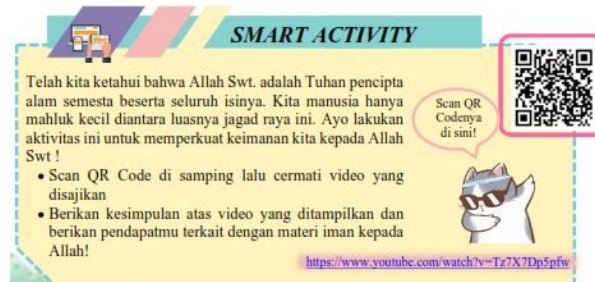 SMART ACTIVITY
Telah kita ketahui bahwa Allah Swt. adalah Tuhan pencipta
alam semesta beserta seluruh isinya. Kita manusia hanya
mahluk kecil diantara luasnya jagad raya ini. Ayo lakukan
aktivitas ini untuk memperkuat keimanan kita kepada Allah
Swt !
• Scan QR Code di samping lalu cermati video yang
disajikan
• Berikan kesimpulan atas video yang ditampilkan dan
berikan pendapatmu terkait dengan materi iman kepada
Allah!
Scan QR
Codenya
di sini!
https://www.youtube.com/watch?v=Tz7X7Dp5pfw